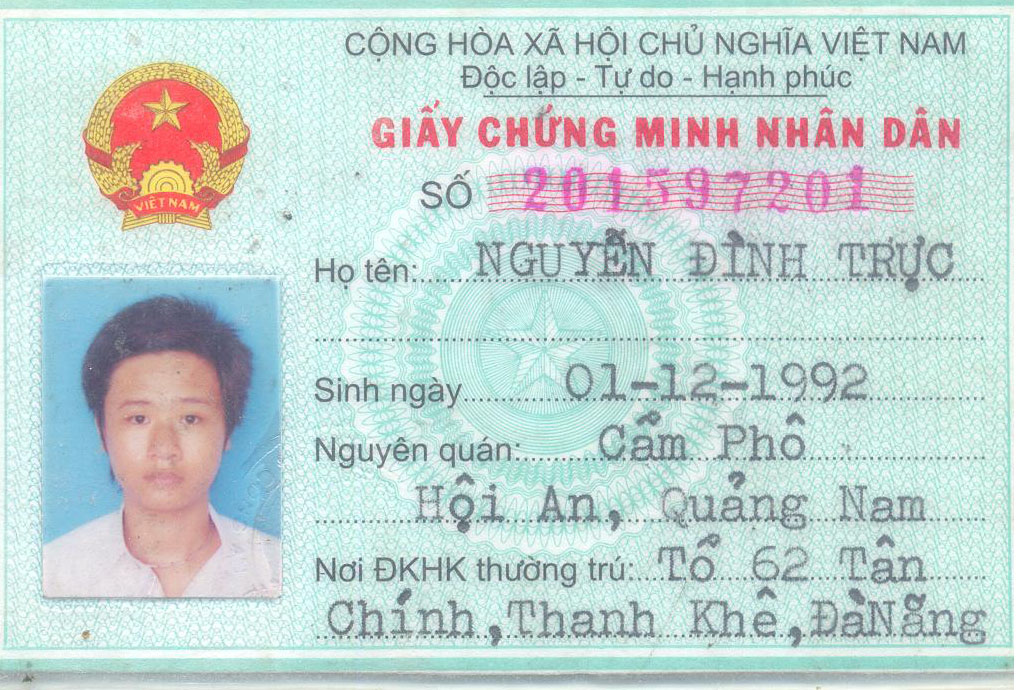 CỘNG HÒA XÃ HỘI CHỦ NGHĨA VIỆT NAM
Độc lập - Tự do - Hạnh phúc
GIẤY CHỨNG MINH NHÂN DÂN
VIỆT NAM
SỐ 201597201
Họ tên: NGUYỄN ĐÌNH TRỰC
Sinh ngày 01-12-1992
Nguyên quán: Cẩm Phô
Hội An, Quảng Nam
Nơi ĐKHK thường trú: Tổ 62 Tân
Chính,Thanh Khê,ĐàNẵng